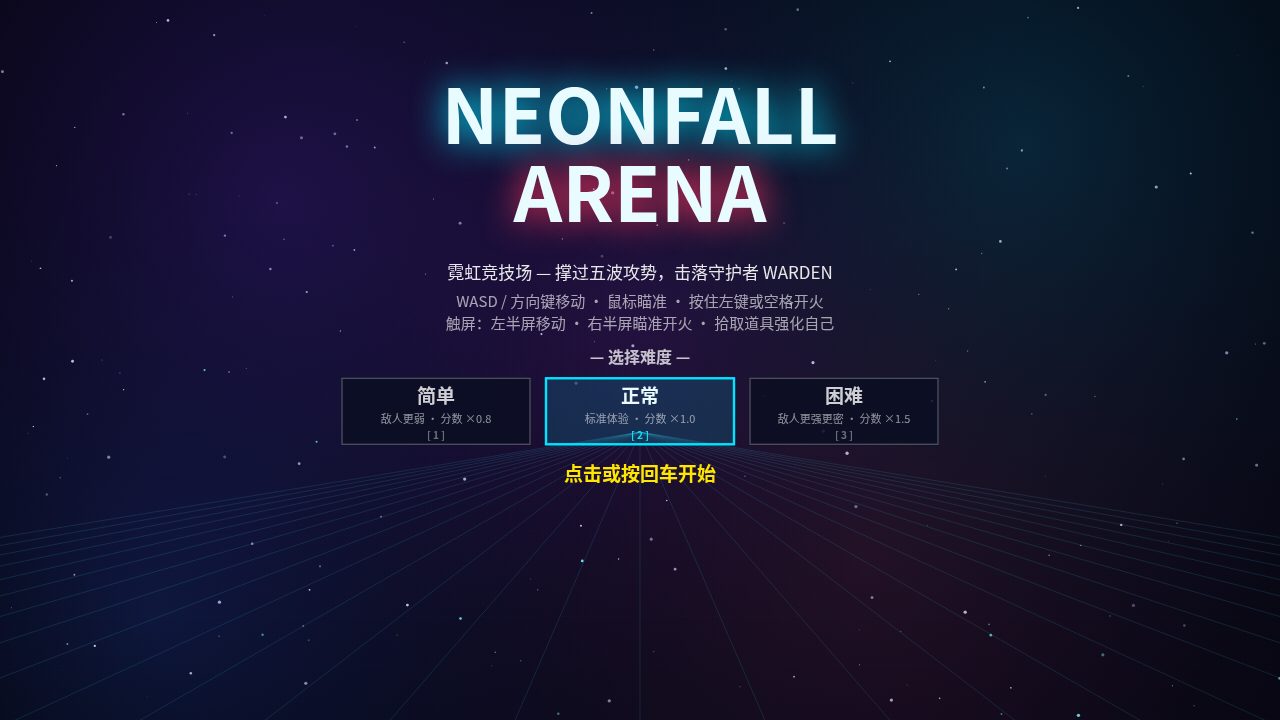 NEONFALL
ARENA
霓虹竞技场 — 撑过五波攻势，击落守护者 WARDEN
WASD / 方向键移动 · 鼠标瞄准 · 按住左键或空格开火
触屏：左半屏移动 · 右半屏瞄准开火 · 拾取道具强化自己
— 选择难度 —
简单
敌人更弱 · 分数 ×0.8
[ 1 ]
正常
标准体验 · 分数 ×1.0
[ 2 ]
困难
敌人更强更密 · 分数 ×1.5
[ 3 ]
点击或按回车开始